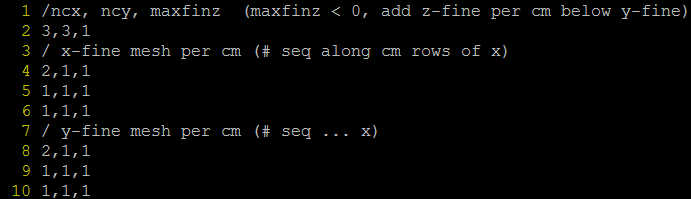 1 /ncx, ncy, maxfinz  (maxfinz < 0, add z-fine per cm below y-fine)
2 3,3,1
3 / x-fine mesh per cm (# seq along cm rows of x)
4 2,1,1
5 1,1,1
6 1,1,1
7 / y-fine mesh per cm (# seq ... x)
8 2,1,1
9 1,1,1
10 1,1,1